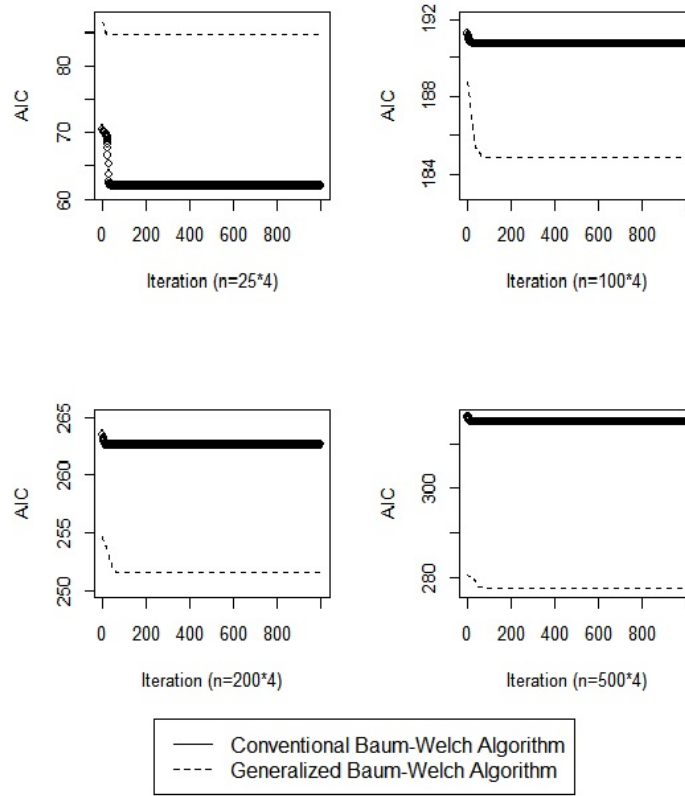 AIC
60 70 80
0 200 400 600 800
Iteration (n=25*4)
AIC
184 188 192
0 200 400 600 800
Iteration (n=100*4)
AIC
250 255 260 265
0 200 400 600 800
Iteration (n=200*4)
AIC
280 300
0 200 400 600 800
Iteration (n=500*4)
Conventional Baum-Welch Algorithm
Generalized Baum-Welch Algorithm